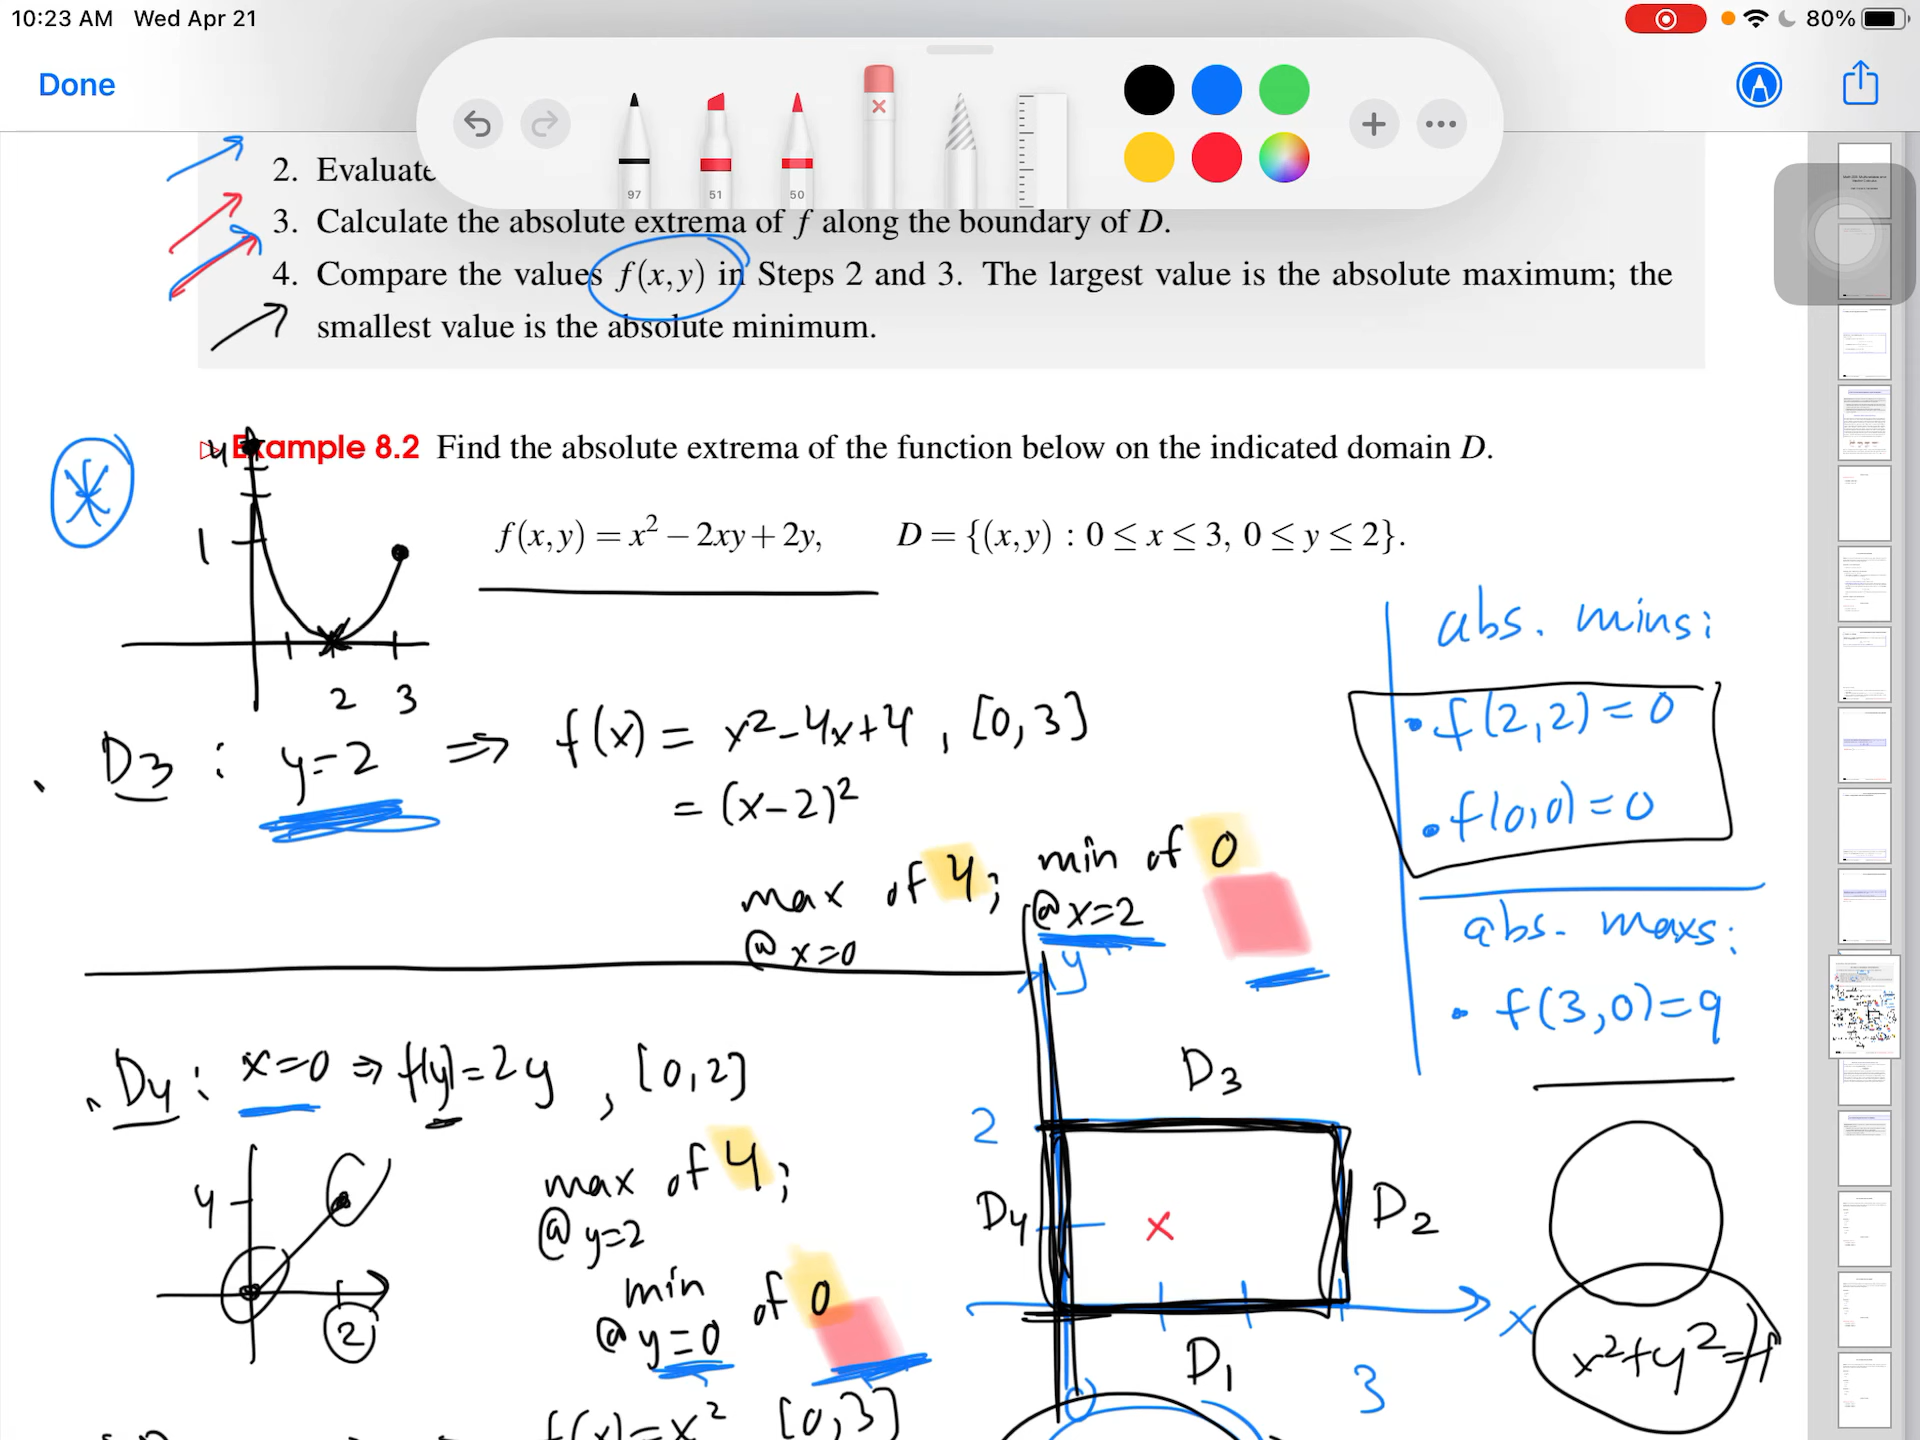 10:23 AM Wed Apr 21
80%
Done
97 51 50
2. Evaluate
3. Calculate the absolute extrema of f along the boundary of D.
4. Compare the values f(x,y) in Steps 2 and 3. The largest value is the absolute maximum; the
smallest value is the absolute minimum.
Example 8.2 Find the absolute extrema of the function below on the indicated domain D.
f(x,y) = x² − 2xy + 2y, D = {(x,y) : 0 ≤ x ≤ 3, 0 ≤ y ≤ 2}.
4
1
2 3
abs. mins:
• f(2,2) = 0
• f(0,0) = 0
abs. maxs:
• f(3,0) = 9
D3 : y=2 ⇒ f(x) = x²-4x+4, [0,3]
= (x-2)²
max of 4; min of 0
@ x=0 @ x=2
D4: x=0 ⇒ f(y)=2y, [0,2]
4
2
max of 4;
@ y=2
min of 0
@ y=0
y
D3
2
D4 x D2
x
D1
3
x²+y²=4
f(x)=x² [0,3]